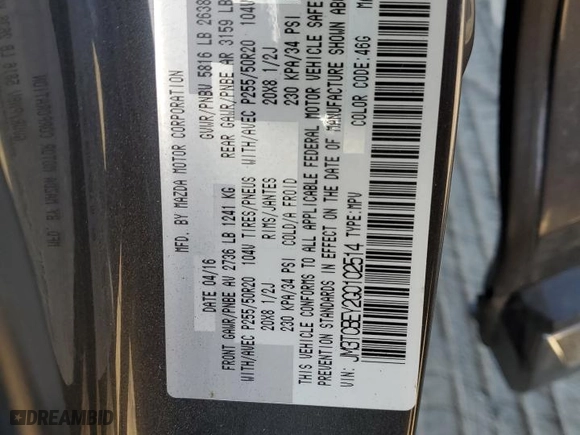 MFD. BY MAZDA MOTOR CORPORATION
DATE 04/16 GVWR/PNBV 5816 LB 2638
FRONT GAWR/PNBE AV 2736 LB 1241 KG REAR GAWR/PNBE AR 3159 LB
WITH/AVEC P255/50R20 104V TIRES/PNEUS WITH/AVEC P255/50R20 104V
20X8 1/2J RIMS/JANTES 20X8 1/2J
230 KPA/34 PSI COLD/A FROID 230 KPA/34 PSI
THIS VEHICLE CONFORMS TO ALL APPLICABLE FEDERAL MOTOR VEHICLE SAFE
PREVENTION STANDARDS IN EFFECT ON THE DATE OF MANUFACTURE SHOWN ABOV
VIN: JM3TCBEY2G0102514 TYPE:MPV COLOR CODE:46G
DREAMBID